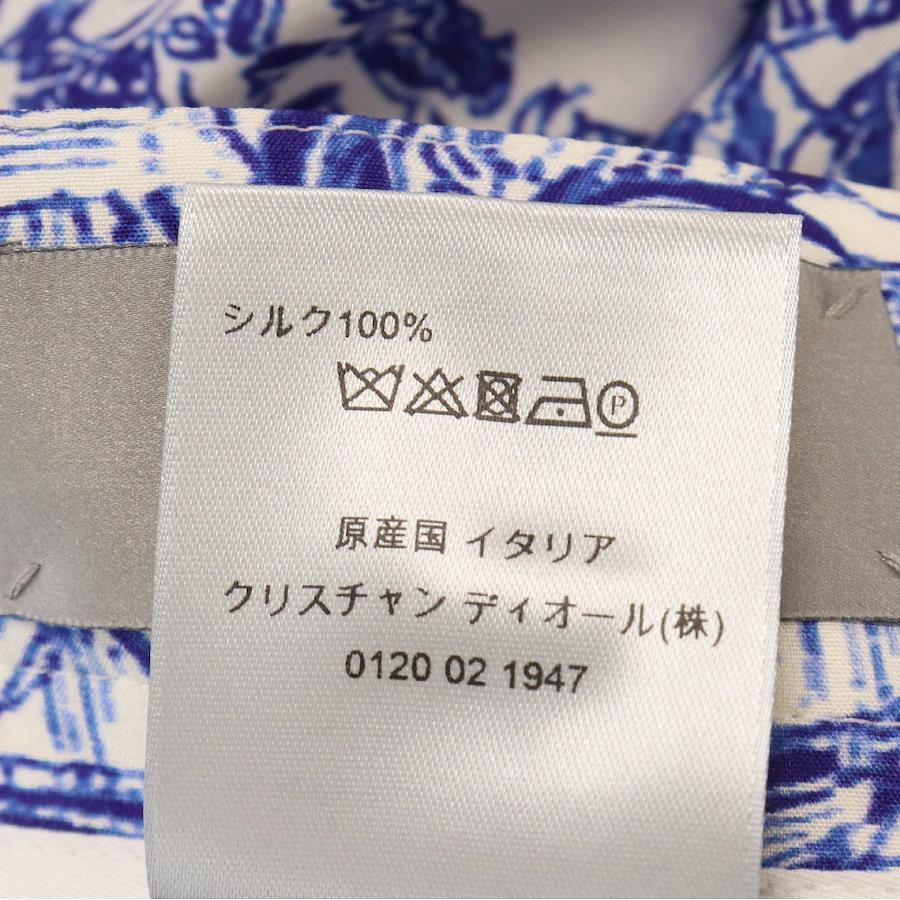 シルク100%
P
原産国 イタリア
クリスチャン ディオール(株)
0120 02 1947